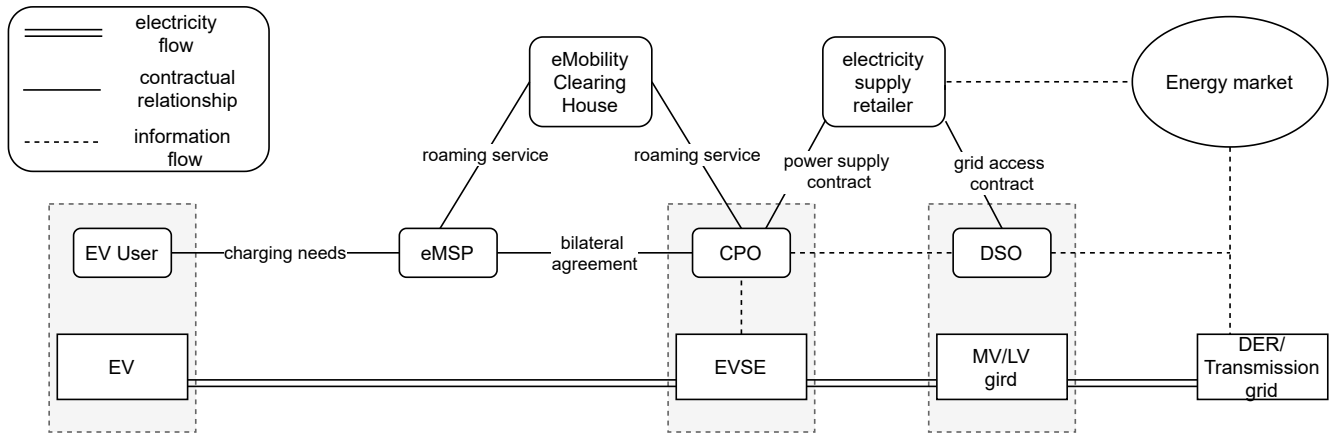 electricity
flow
contractual
relationship
information
flow
eMobility
Clearing
House
electricity
supply
retailer
Energy market
roaming service
roaming service
power supply
contract
grid access
contract
EV User
charging needs
eMSP
bilateral
agreement
CPO
DSO
EV
EVSE
MV/LV
gird
DER/
Transmission
grid